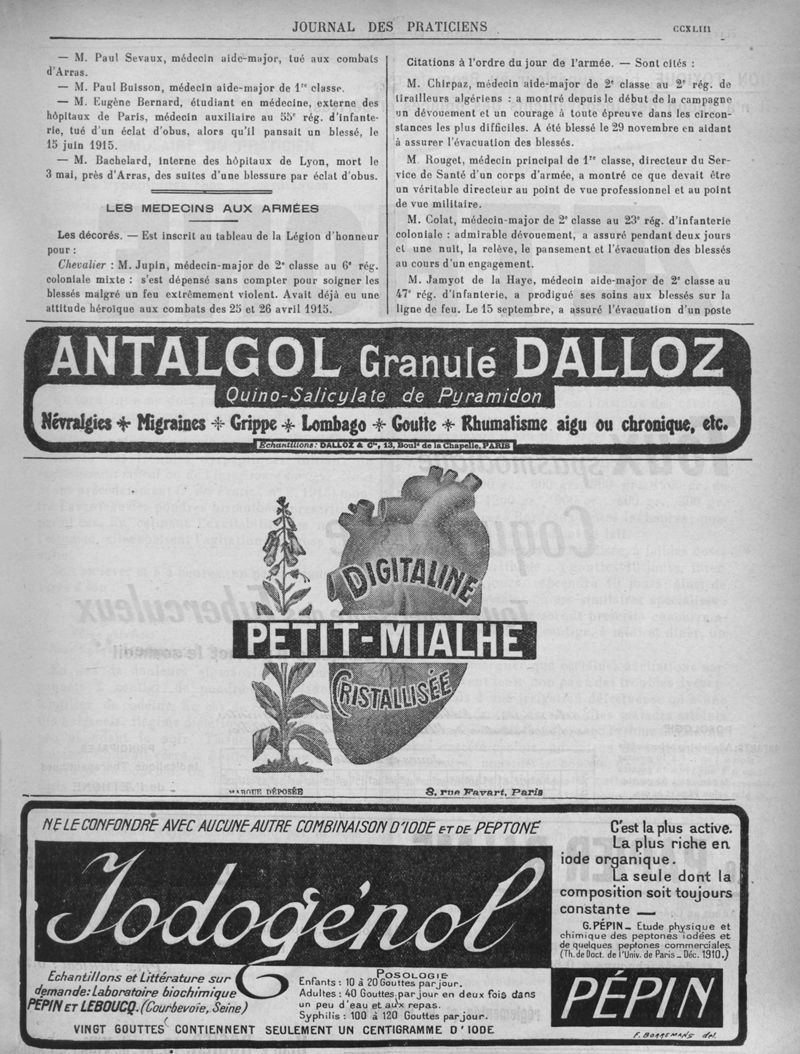 JOURNAL DES PRATICIENS
CCXLIII
— M. Paul Sevaux, médecin aide-major, tué aux combats
d'Arras.
— M. Paul Buisson, médecin aide-major de 1re classe.
— M. Eugène Bernard, étudiant en médecine, externe des
hôpitaux de Paris, médecin auxiliaire au 55e rég. d'infante-
rie, tué d'un éclat d'obus, alors qu'il pansait un blessé, le
15 juin 1915.
— M. Bachelard, interne des hôpitaux de Lyon, mort le
3 mai, près d'Arras, des suites d'une blessure par éclat d'obus.
LES MEDECINS AUX ARMÉES
Les décorés. — Est inscrit au tableau de la Légion d'honneur
pour :
Chevalier : M. Jupin, médecin-major de 2e classe au 6e rég.
coloniale mixte : s'est dépensé sans compter pour soigner les
blessés malgré un feu extrêmement violent. Avait déjà eu une
attitude héroïque aux combats des 25 et 26 avril 1915.
Citations à l'ordre du jour de l'armée. — Sont cités :
M. Chirpaz, médecin aide-major de 2e classe au 2e rég. de
tirailleurs algériens : a montré depuis le début de la campagne
un dévouement et un courage à toute épreuve dans les circon-
stances les plus difficiles. A été blessé le 29 novembre en aidant
à assurer l'évacuation des blessés.
M. Rouget, médecin principal de 1re classe, directeur du Ser-
vice de Santé d'un corps d'armée, a montré ce que devait être
un véritable directeur au point de vue professionnel et au point
de vue militaire.
M. Colat, médecin-major de 2e classe au 23e rég. d'infanterie
coloniale : admirable dévouement, a assuré pendant deux jours
et une nuit, la relève, le pansement et l'évacuation des blessés
au cours d'un engagement.
M. Jamyot de la Haye, médecin aide-major de 2e classe au
47e rég. d'infanterie, a prodigué ses soins aux blessés sur la
ligne de feu. Le 15 septembre, a assuré l'évacuation d'un poste
ANTALGOL Granulé DALLOZ
Quino-Salicylate de Pyramidon
Névralgies ✳ Migraines ✳ Grippe ✳ Lombago ✳ Goutte ✳ Rhumatisme aigu ou chronique, etc.
Échantillons: DALLOZ & Cie, 13, Bould de la Chapelle, PARIS
DIGITALINE
PETIT-MIALHE
CRISTALLISÉE
MARQUE DÉPOSÉE
8, rue Favart, Paris
NE LE CONFONDRE AVEC AUCUNE AUTRE COMBINAISON D'IODE ET DE PEPTONE
Iodogénol
Echantillons et Littérature sur
demande: Laboratoire biochimique
PÉPIN ET LEBOUCQ. (Courbevoie, Seine)
POSOLOGIE
Enfants : 10 à 20 Gouttes par jour.
Adultes : 40 Gouttes par jour en deux fois dans
un peu d'eau et aux repas.
Syphilis : 100 à 120 Gouttes par jour.
VINGT GOUTTES CONTIENNENT SEULEMENT UN CENTIGRAMME D'IODE
C'est la plus active.
La plus riche en
iode organique.
La seule dont la
composition soit toujours
constante —
G. PÉPIN — Etude physique et
chimique des peptones iodées et
de quelques peptones commerciales.
(Th. de Doct. de l'Univ. de Paris — Déc. 1910.)
PÉPIN
F. BORREMANS del.